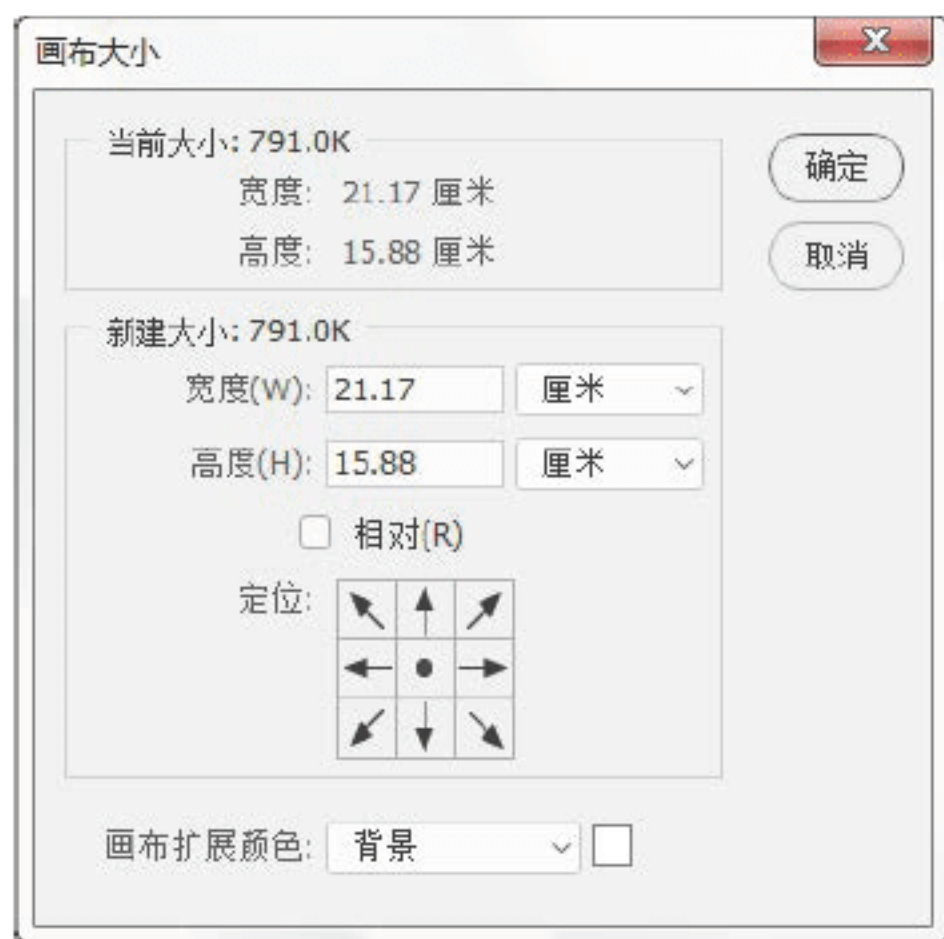 画布大小
当前大小: 791.0K
宽度: 21.17 厘米
高度: 15.88 厘米
确定
取消
新建大小: 791.0K
宽度(W): 21.17 厘米
高度(H): 15.88 厘米
相对(R)
定位:
画布扩展颜色: 背景